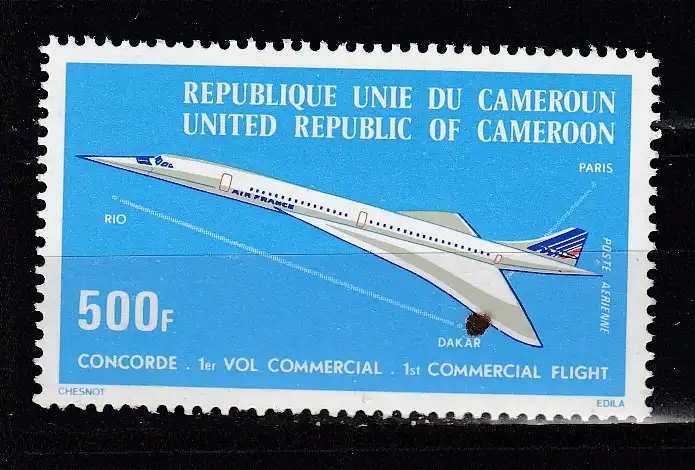 REPUBLIQUE UNIE DU CAMEROUN
UNITED REPUBLIC OF CAMEROON
PARIS
AIR FRANCE
RIO
POSTE AERIENNE
500F
DAKAR
CONCORDE . 1er VOL COMMERCIAL . 1st COMMERCIAL FLIGHT
CHESNOT
EDILA